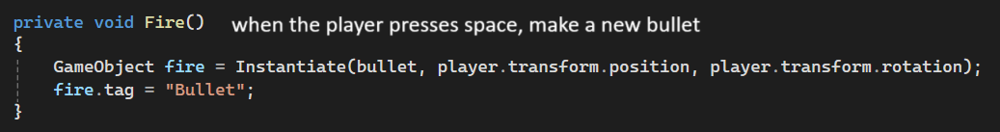 private void Fire() when the player presses space, make a new bullet
{
GameObject fire = Instantiate(bullet, player.transform.position, player.transform.rotation);
fire.tag = "Bullet";
}